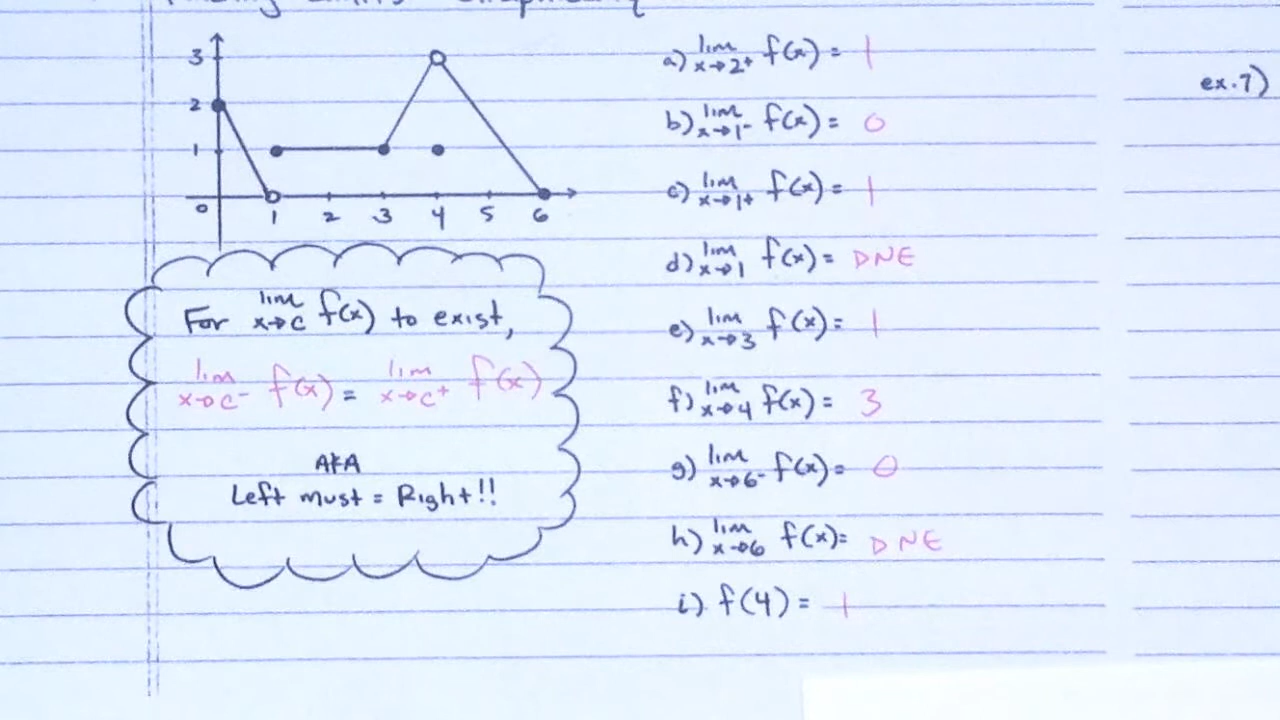 3
2
1
0 1 2 3 4 5 6
For lim x→c f(x) to exist,
lim x→c⁻ f(x) = lim x→c⁺ f(x)
AKA
Left must = Right!!
a) lim x→2⁺ f(x) = 1
b) lim x→1⁻ f(x) = 0
c) lim x→1⁺ f(x) = 1
d) lim x→1 f(x) = DNE
e) lim x→3 f(x) = 1
f) lim x→4 f(x) = 3
g) lim x→6⁻ f(x) = 0
h) lim x→6 f(x) = DNE
i) f(4) = 1
ex.7)